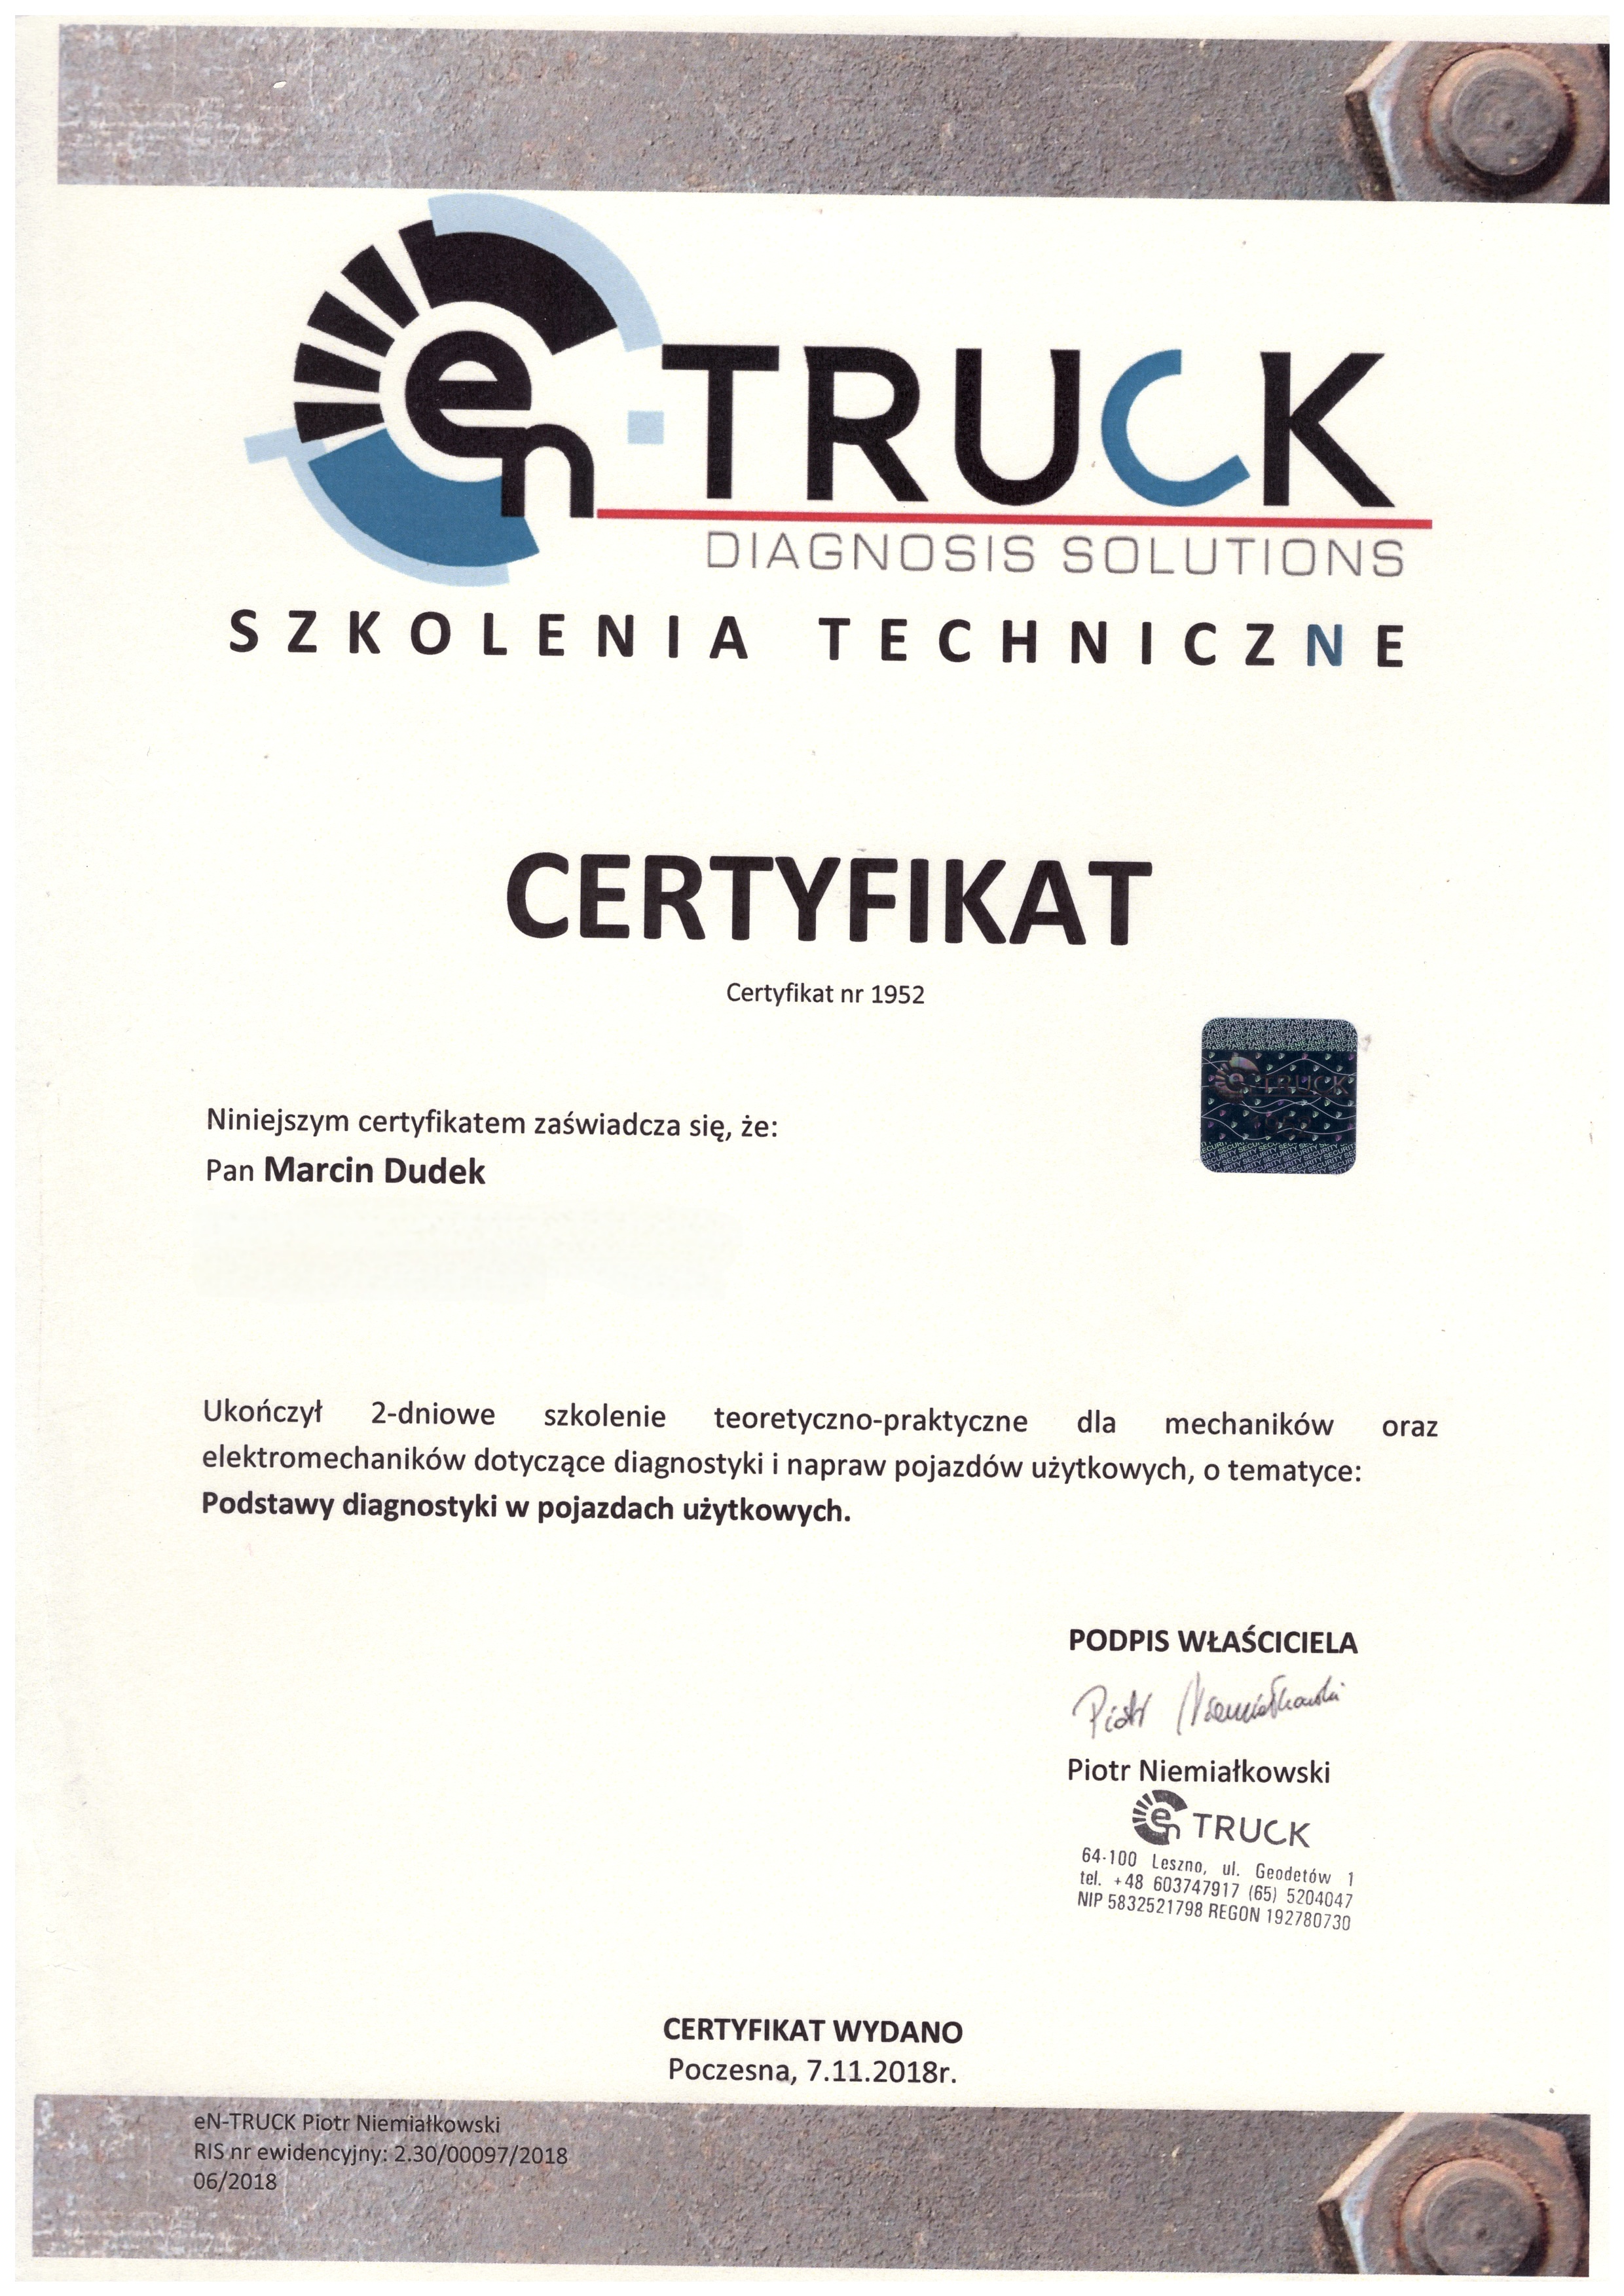 en-TRUCK
DIAGNOSIS SOLUTIONS
SZKOLENIA TECHNICZNE
CERTYFIKAT
Certyfikat nr 1952
Niniejszym certyfikatem zaświadcza się, że:
Pan Marcin Dudek
en TRUCK
Ukończył 2-dniowe szkolenie teoretyczno-praktyczne dla mechaników oraz
elektromechaników dotyczące diagnostyki i napraw pojazdów użytkowych, o tematyce:
Podstawy diagnostyki w pojazdach użytkowych.
PODPIS WŁAŚCICIELA
Piotr Niemiałkowski
Piotr Niemiałkowski
en TRUCK
64-100 Leszno, ul. Geodetów 1
tel. +48 603747917 (65) 5204047
NIP 5832521798 REGON 192780730
CERTYFIKAT WYDANO
Poczesna, 7.11.2018r.
eN-TRUCK Piotr Niemiałkowski
RIS nr ewidencyjny: 2.30/00097/2018
06/2018